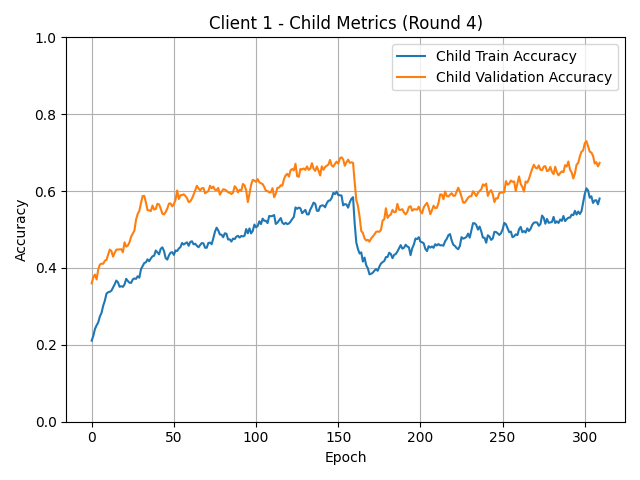 Client 1 - Child Metrics (Round 4)
Child Train Accuracy
Child Validation Accuracy
Accuracy
1.0
0.8
0.6
0.4
0.2
0.0
0 50 100 150 200 250 300
Epoch